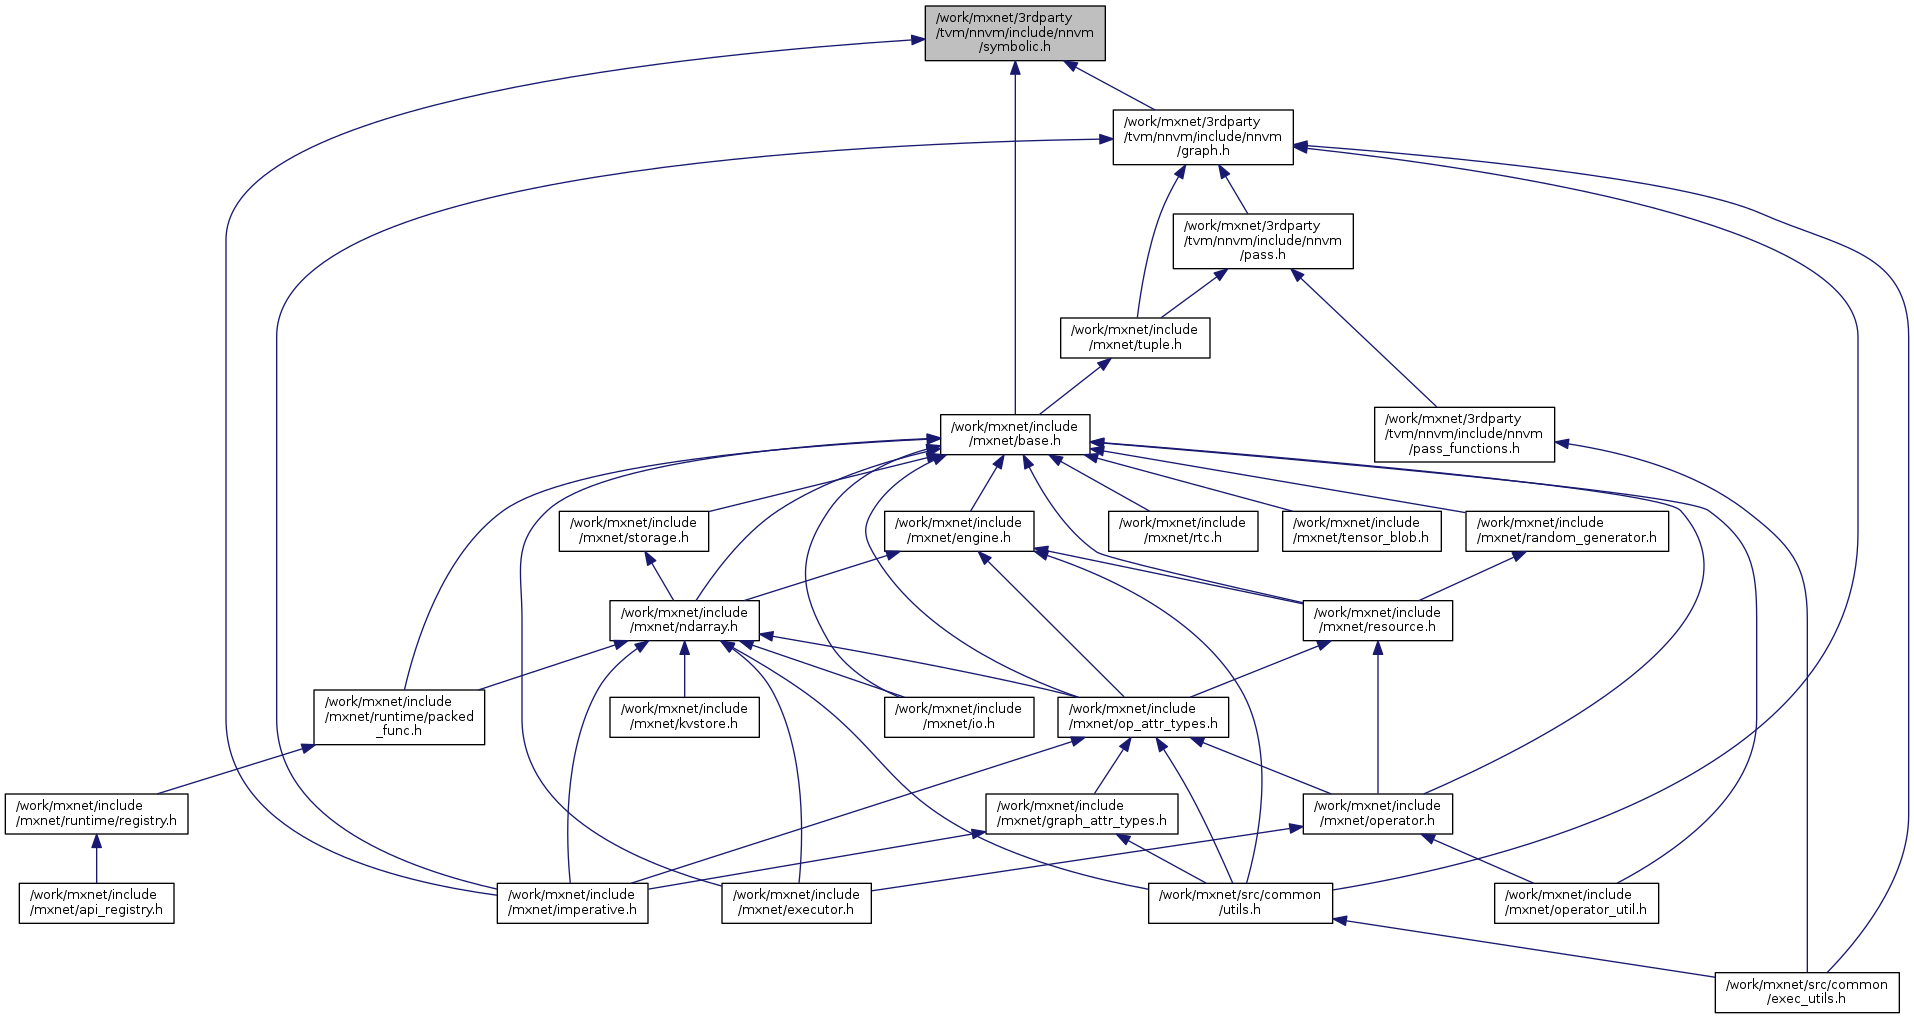 /work/mxnet/3rdparty
/tvm/nnvm/include/nnvm
/symbolic.h
/work/mxnet/3rdparty
/tvm/nnvm/include/nnvm
/graph.h
/work/mxnet/3rdparty
/tvm/nnvm/include/nnvm
/pass.h
/work/mxnet/include
/mxnet/tuple.h
/work/mxnet/3rdparty
/tvm/nnvm/include/nnvm
/pass_functions.h
/work/mxnet/include
/mxnet/base.h
/work/mxnet/include
/mxnet/storage.h
/work/mxnet/include
/mxnet/engine.h
/work/mxnet/include
/mxnet/rtc.h
/work/mxnet/include
/mxnet/tensor_blob.h
/work/mxnet/include
/mxnet/random_generator.h
/work/mxnet/include
/mxnet/ndarray.h
/work/mxnet/include
/mxnet/resource.h
/work/mxnet/include
/mxnet/runtime/packed
_func.h
/work/mxnet/include
/mxnet/kvstore.h
/work/mxnet/include
/mxnet/io.h
/work/mxnet/include
/mxnet/op_attr_types.h
/work/mxnet/include
/mxnet/runtime/registry.h
/work/mxnet/include
/mxnet/graph_attr_types.h
/work/mxnet/include
/mxnet/operator.h
/work/mxnet/include
/mxnet/api_registry.h
/work/mxnet/include
/mxnet/imperative.h
/work/mxnet/include
/mxnet/executor.h
/work/mxnet/src/common
/utils.h
/work/mxnet/include
/mxnet/operator_util.h
/work/mxnet/src/common
/exec_utils.h